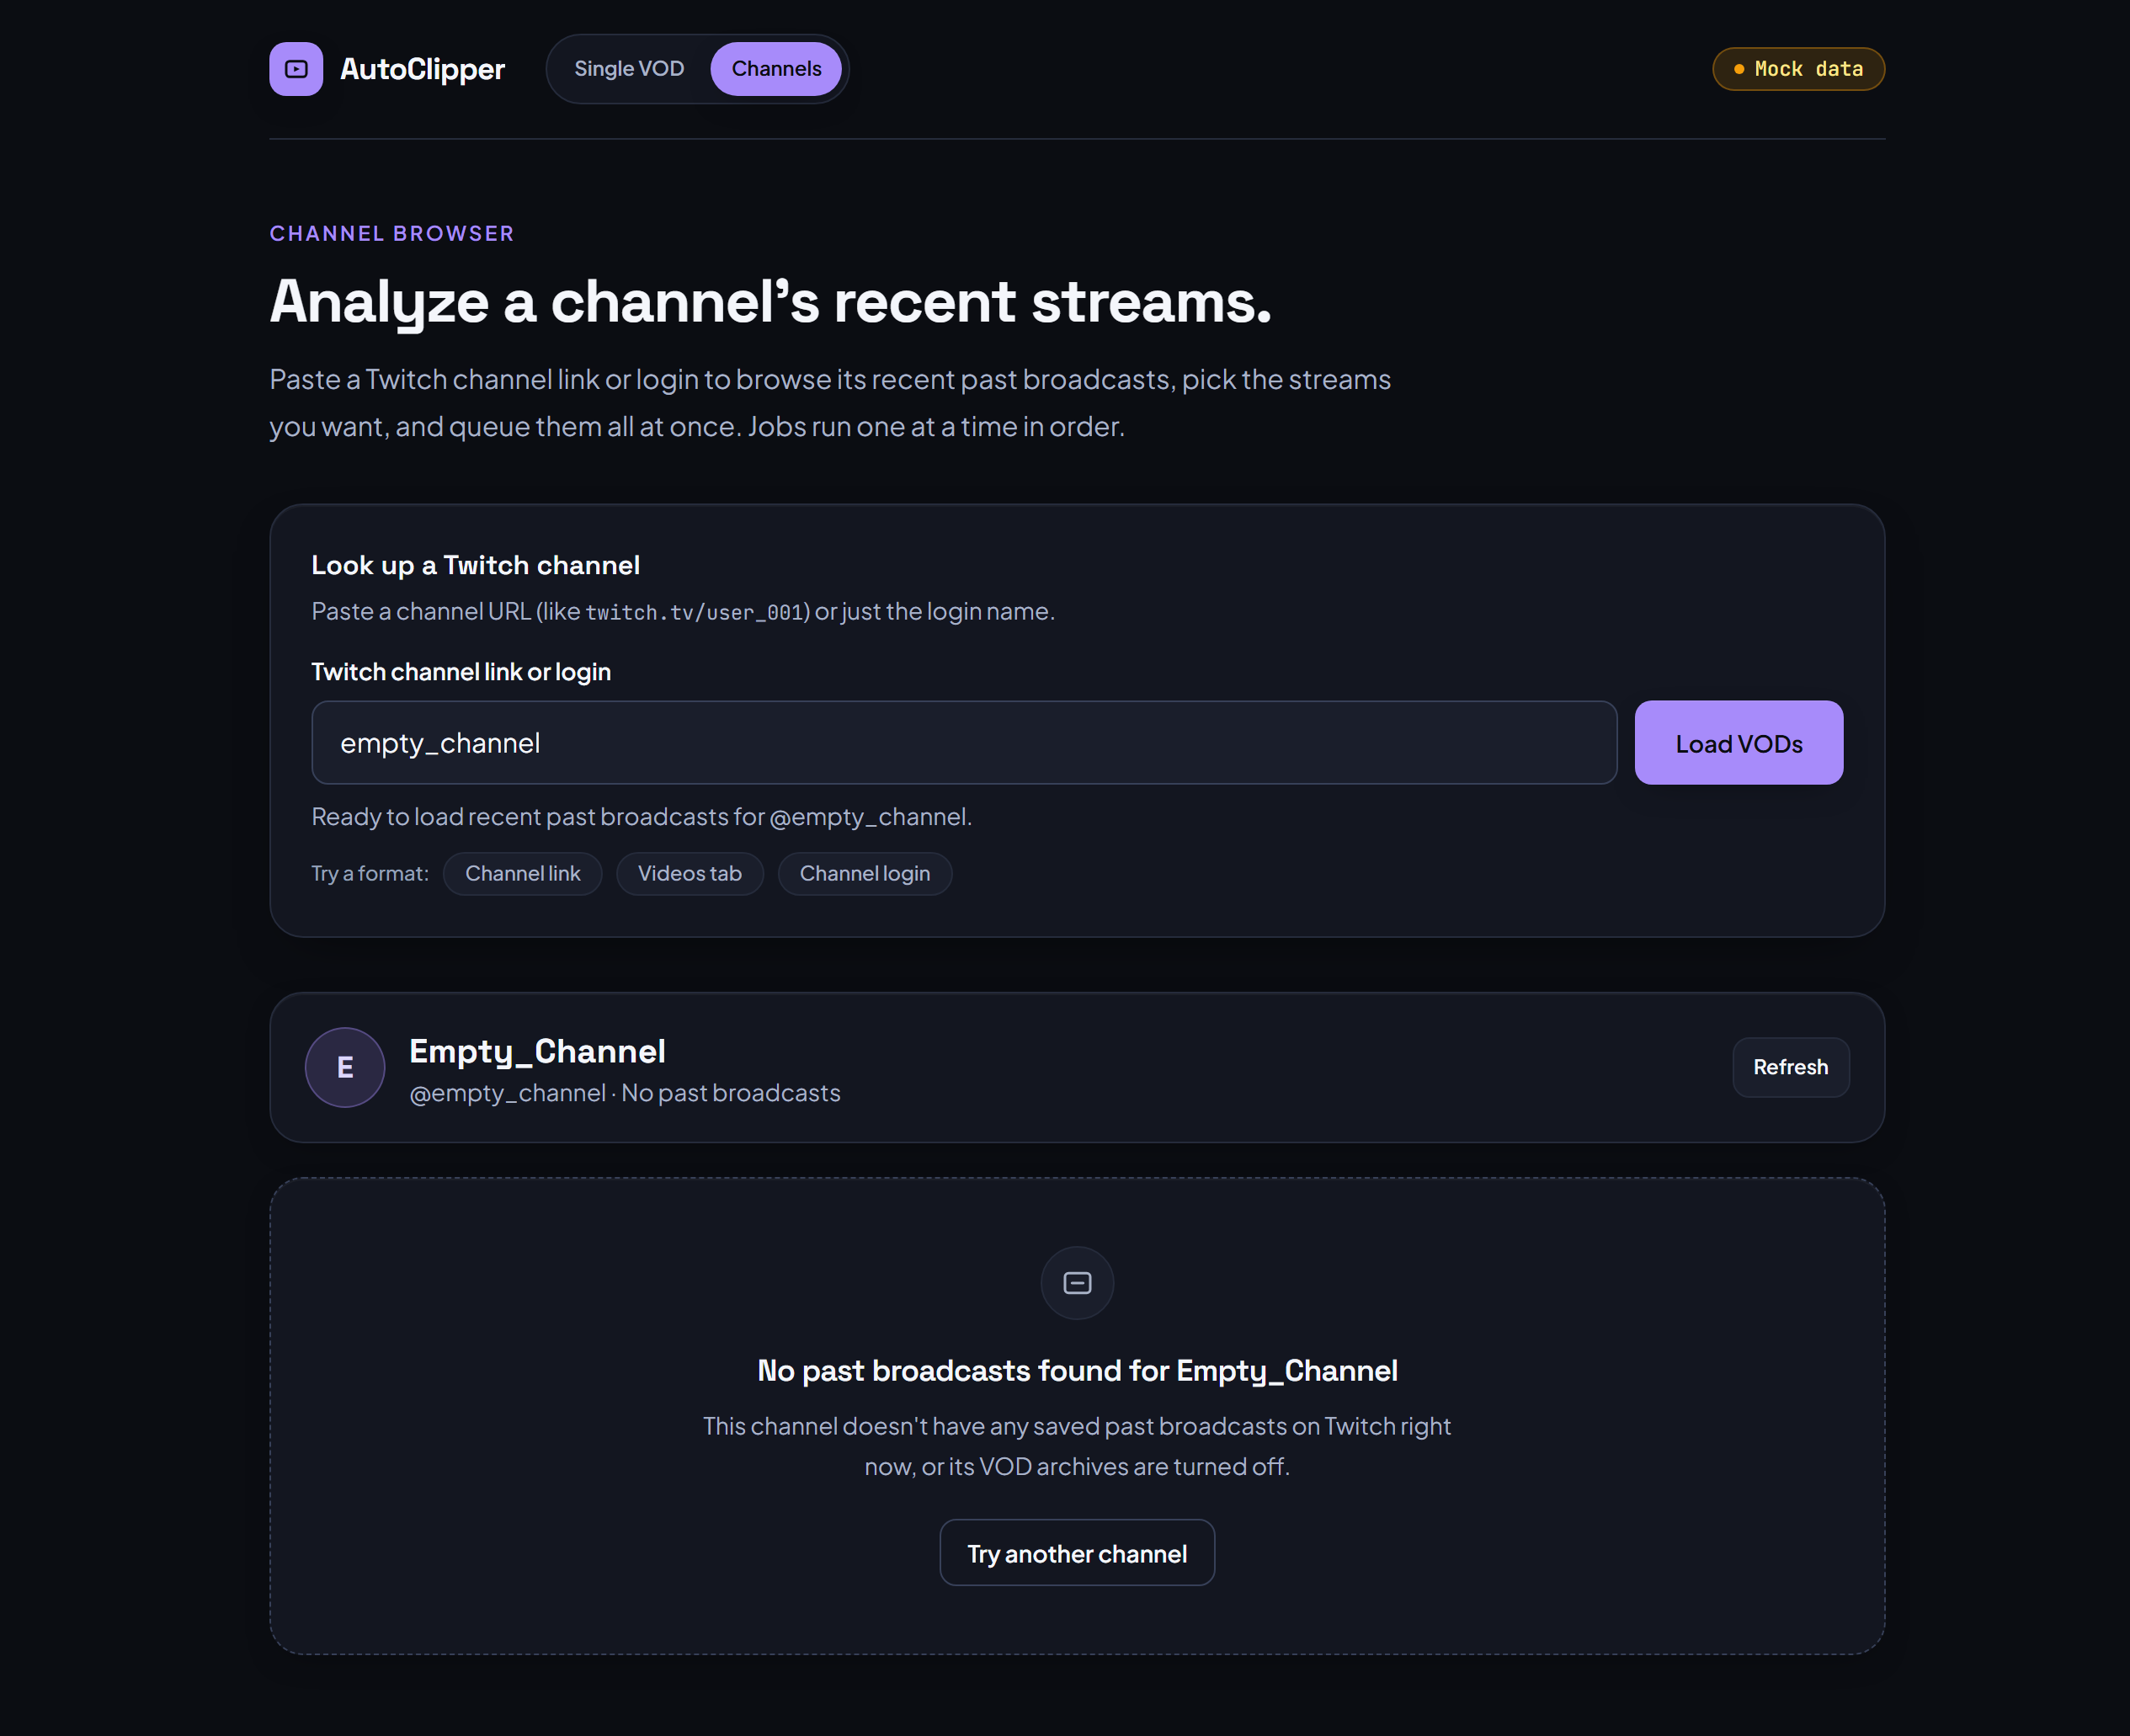 AutoClipper
Single VOD
Channels
Mock data
CHANNEL BROWSER
Analyze a channel’s recent streams.
Paste a Twitch channel link or login to browse its recent past broadcasts, pick the streams
you want, and queue them all at once. Jobs run one at a time in order.
Look up a Twitch channel
Paste a channel URL (like twitch.tv/user_001) or just the login name.
Twitch channel link or login
empty_channel
Load VODs
Ready to load recent past broadcasts for @empty_channel.
Try a format:
Channel link
Videos tab
Channel login
E
Empty_Channel
@empty_channel · No past broadcasts
Refresh
No past broadcasts found for Empty_Channel
This channel doesn't have any saved past broadcasts on Twitch right
now, or its VOD archives are turned off.
Try another channel